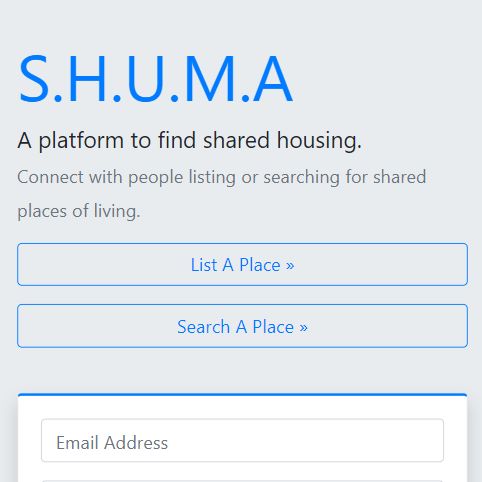 S.H.U.M.A
A platform to find shared housing.
Connect with people listing or searching for shared
places of living.
List A Place »
Search A Place »
Email Address